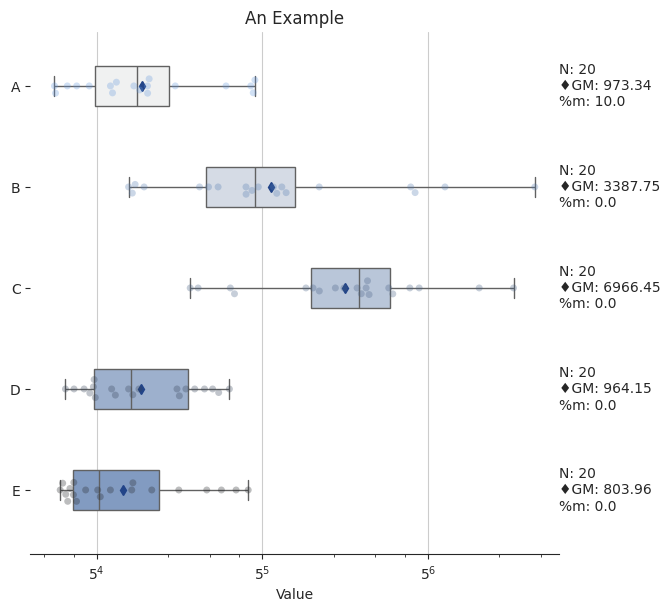 An Example
A
N: 20
♦GM: 973.34
%m: 10.0
B
N: 20
♦GM: 3387.75
%m: 0.0
C
N: 20
♦GM: 6966.45
%m: 0.0
D
N: 20
♦GM: 964.15
%m: 0.0
E
N: 20
♦GM: 803.96
%m: 0.0
5⁴ 5⁵ 5⁶
Value